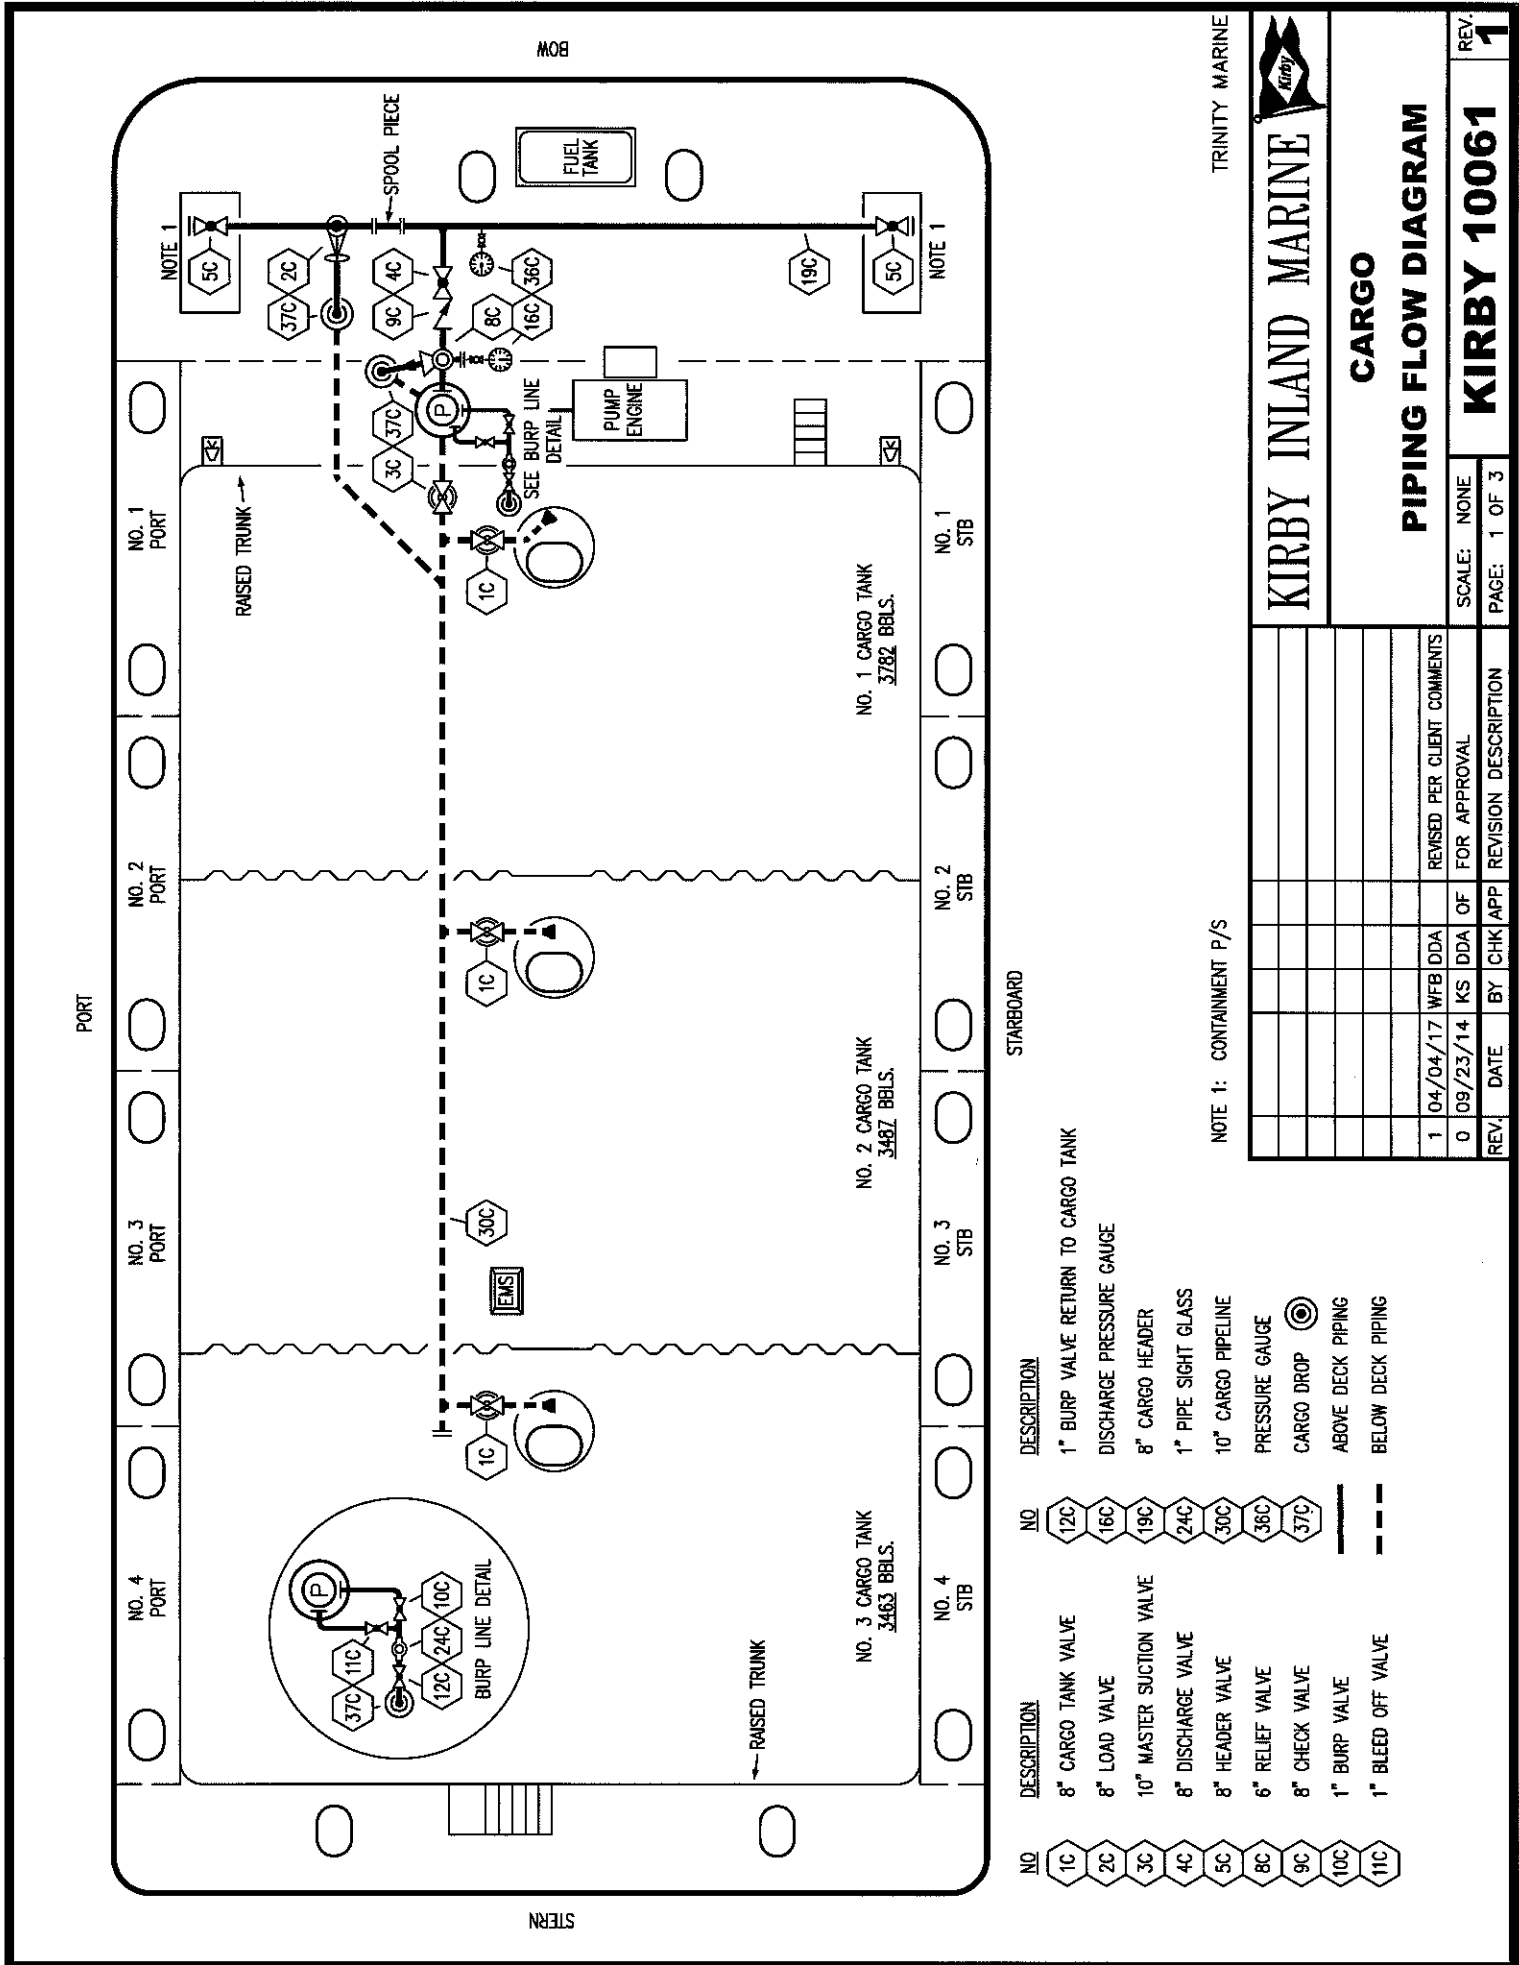 PORT
STERN
BOW
STARBOARD
NO. 4
PORT
NO. 3
PORT
NO. 2
PORT
NO. 1
PORT
RAISED TRUNK
NOTE 1
5C
2C
37C
SPOOL PIECE
4C
9C
8C
16C
36C
FUEL
TANK
37C
3C
P
SEE BURP LINE
DETAIL
PUMP
ENGINE
19C
5C
NOTE 1
1C
1C
1C
30C
EMS
P
37C
11C
12C
24C
10C
BURP LINE DETAIL
NO. 3 CARGO TANK
3463 BBLS.
NO. 2 CARGO TANK
3487 BBLS.
NO. 1 CARGO TANK
3782 BBLS.
RAISED TRUNK
NO. 4
STB
NO. 3
STB
NO. 2
STB
NO. 1
STB
NO DESCRIPTION
1C 8" CARGO TANK VALVE
2C 8" LOAD VALVE
3C 10" MASTER SUCTION VALVE
4C 8" DISCHARGE VALVE
5C 8" HEADER VALVE
8C 6" RELIEF VALVE
9C 8" CHECK VALVE
10C 1" BURP VALVE
11C 1" BLEED OFF VALVE
NO DESCRIPTION
12C 1" BURP VALVE RETURN TO CARGO TANK
16C DISCHARGE PRESSURE GAUGE
19C 8" CARGO HEADER
24C 1" PIPE SIGHT GLASS
30C 10" CARGO PIPELINE
36C PRESSURE GAUGE
37C CARGO DROP
ABOVE DECK PIPING
BELOW DECK PIPING
NOTE 1: CONTAINMENT P/S
TRINITY MARINE
KIRBY INLAND MARINE
Kirby
CARGO
PIPING FLOW DIAGRAM
1 04/04/17 WFB DDA REVISED PER CLIENT COMMENTS
0 09/23/14 KS DDA OF FOR APPROVAL
REV. DATE BY CHK APP REVISION DESCRIPTION
SCALE: NONE
PAGE: 1 OF 3
KIRBY 10061
REV.
1